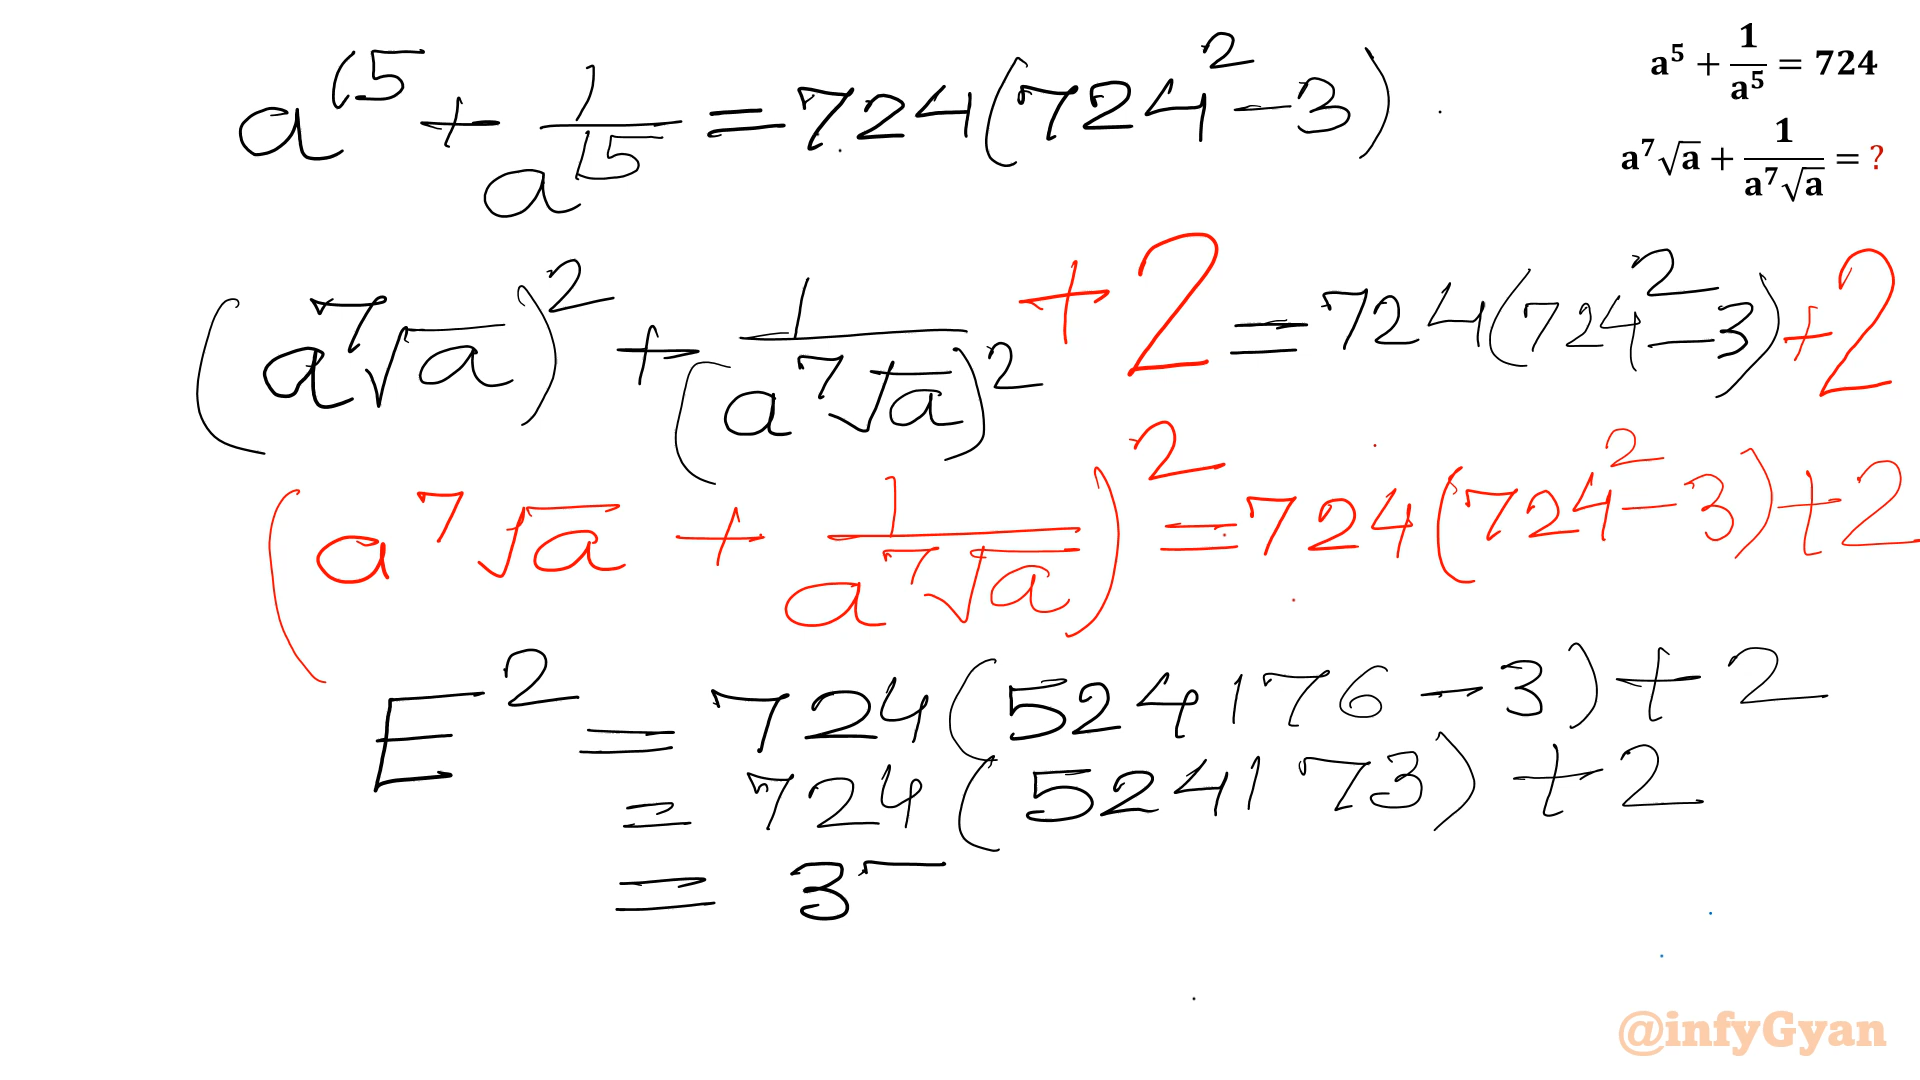 a^15 + 1/a^15 = 724(724^2 - 3)
a^5 + 1/a^5 = 724
a^7√a + 1/(a^7√a) = ?
(a^7√a)^2 + 1/(a^7√a)^2 + 2 = 724(724^2 - 3) + 2
(a^7√a + 1/(a^7√a))^2 = 724(724^2 - 3) + 2
E^2 = 724(524176 - 3) + 2
= 724(524173) + 2
= 3
@infyGyan